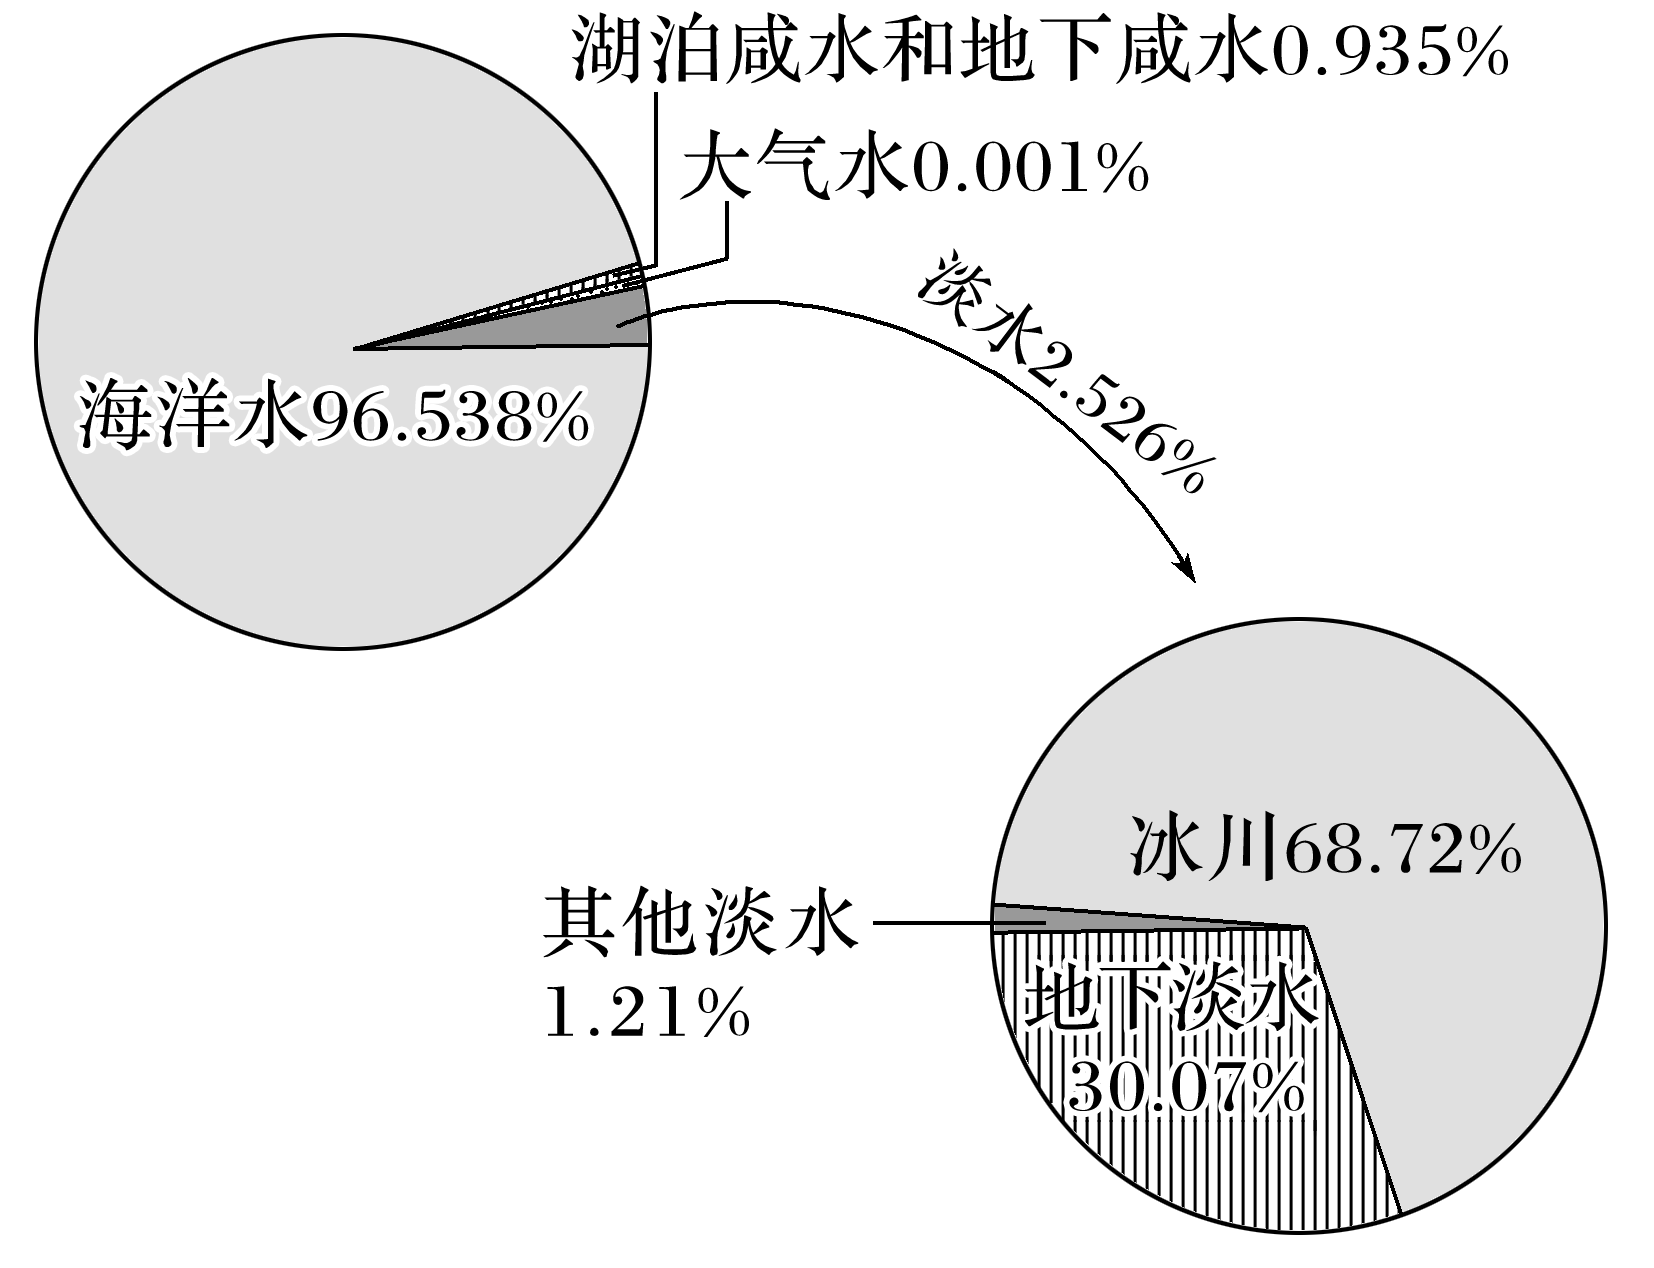 湖泊咸水和地下咸水0.935%
大气水0.001%
淡水2.526%
海洋水96.538%
冰川68.72%
其他淡水
1.21%
地下淡水
30.07%